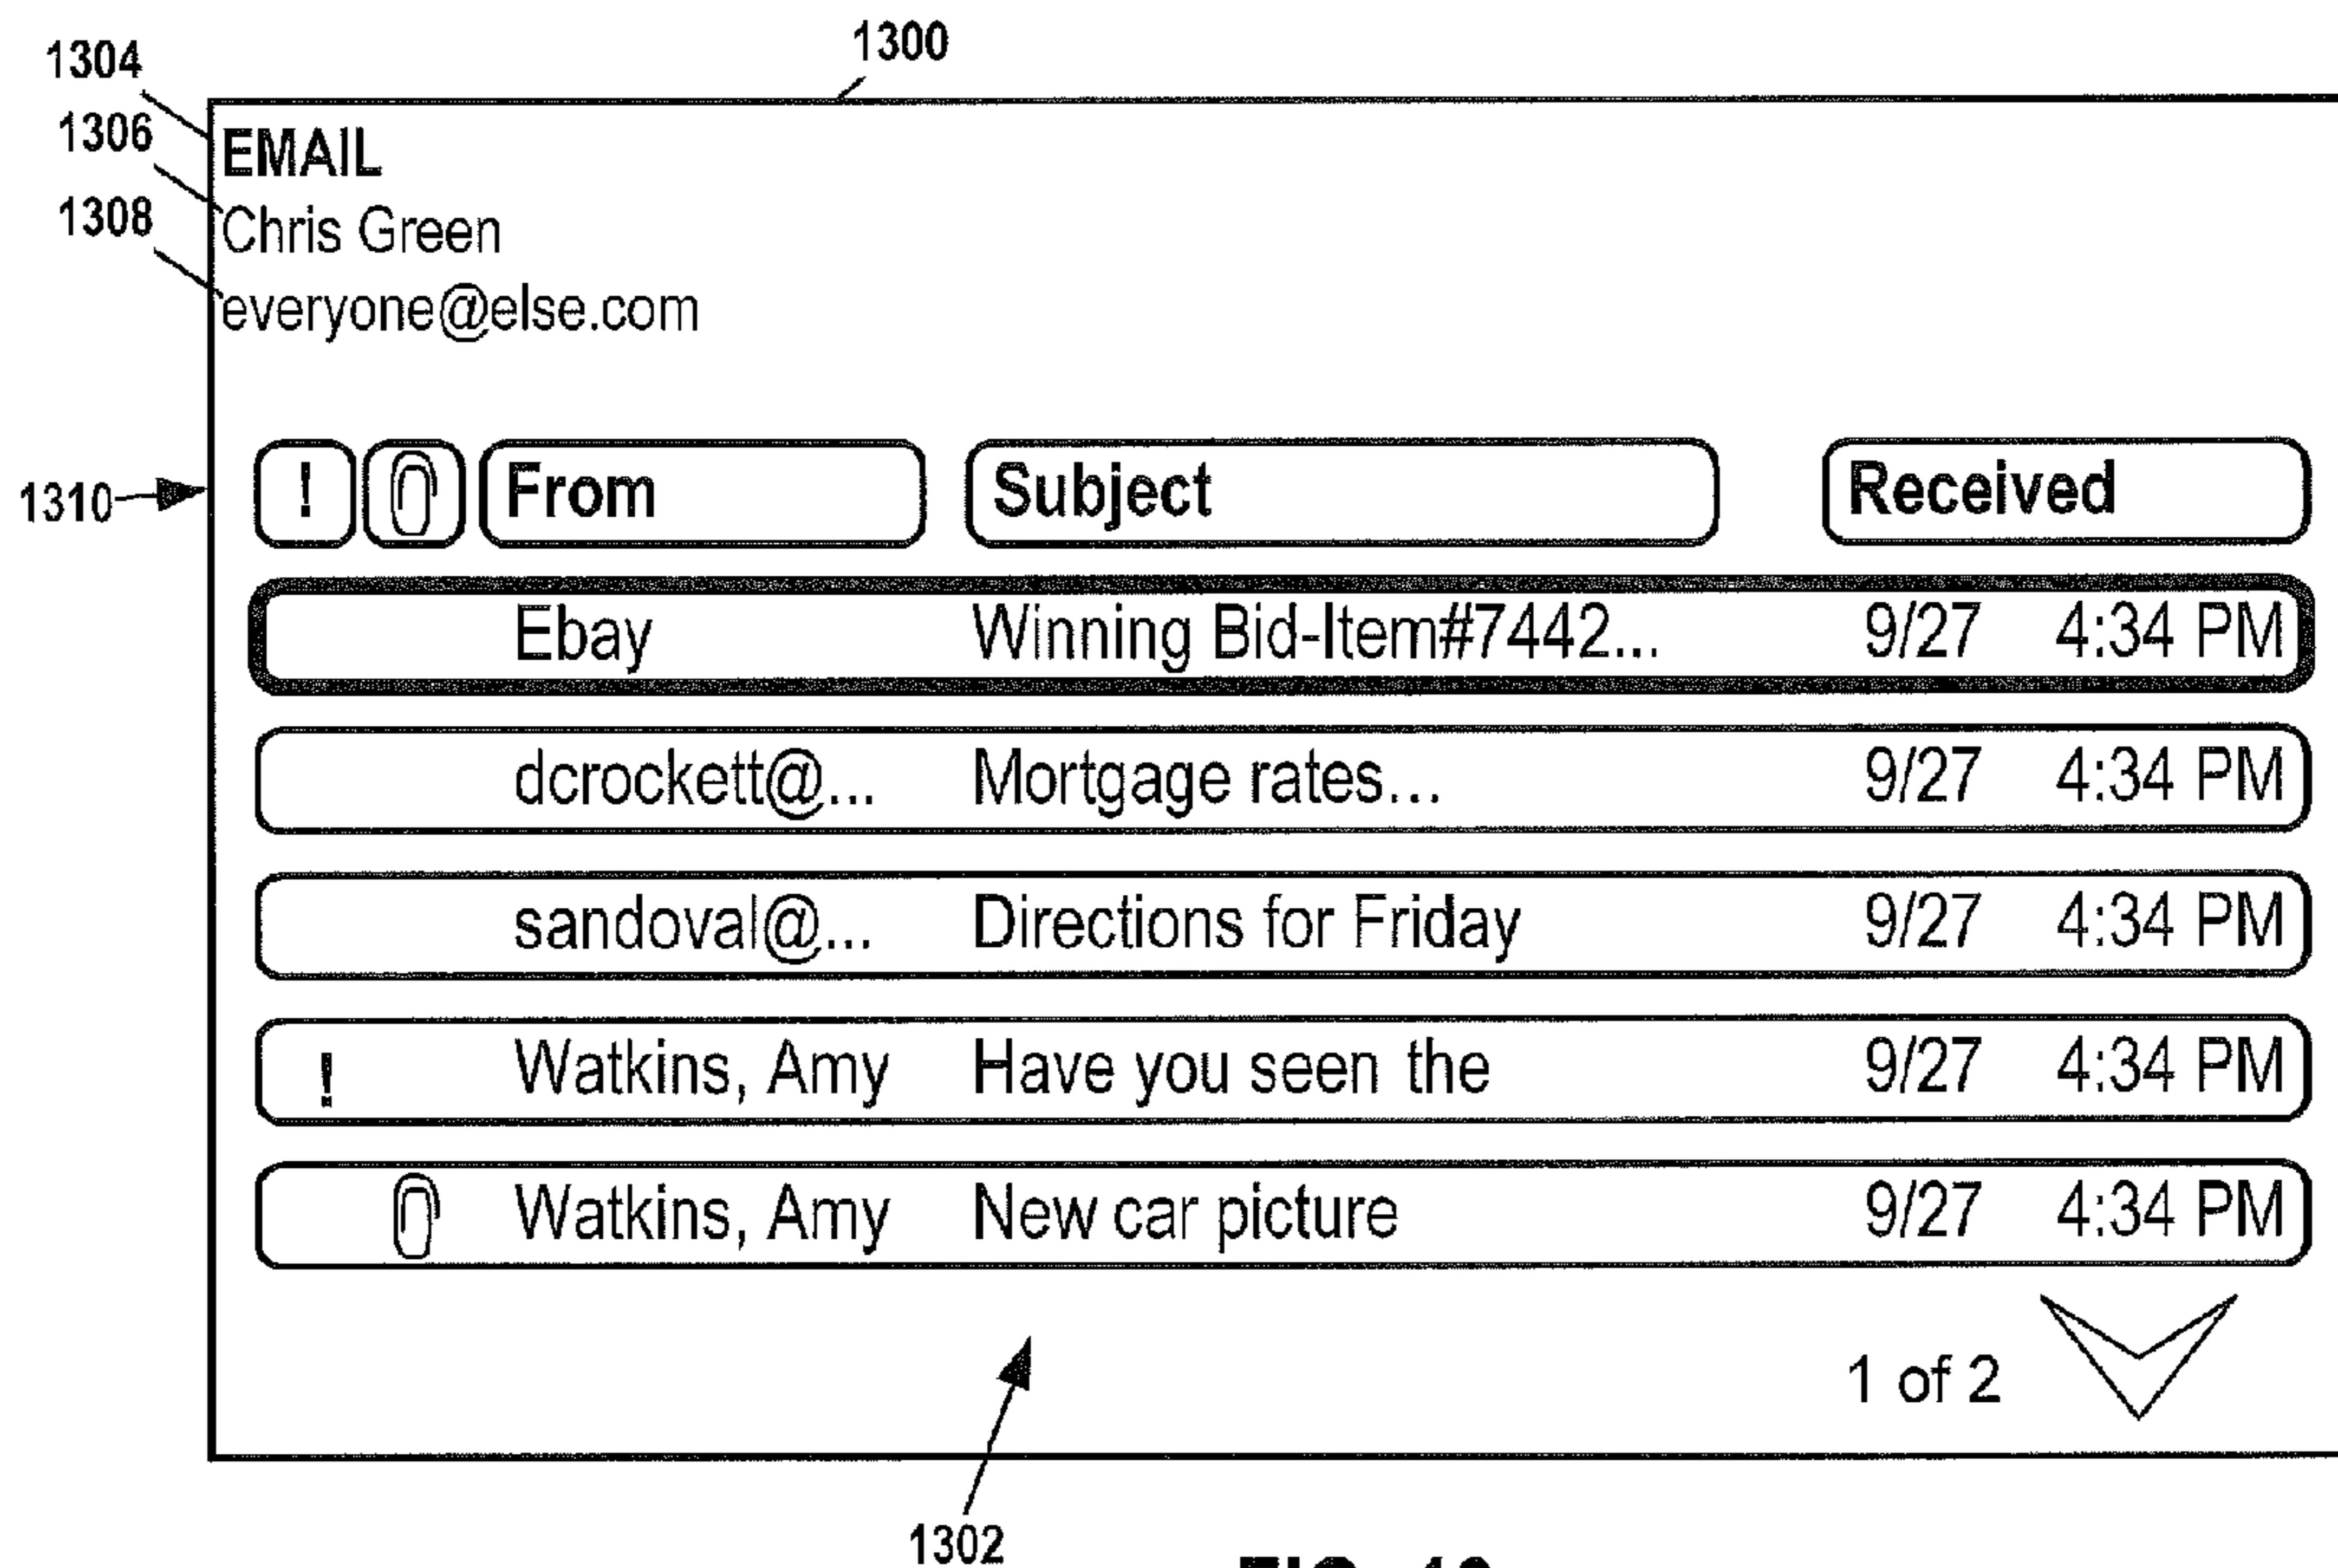 1300
1304
EMAIL
1306
Chris Green
1308
everyone@else.com
1310
! From Subject Received
Ebay Winning Bid-Item#7442... 9/27 4:34 PM
dcrockett@... Mortgage rates... 9/27 4:34 PM
sandoval@... Directions for Friday 9/27 4:34 PM
! Watkins, Amy Have you seen the 9/27 4:34 PM
Watkins, Amy New car picture 9/27 4:34 PM
1 of 2
1302